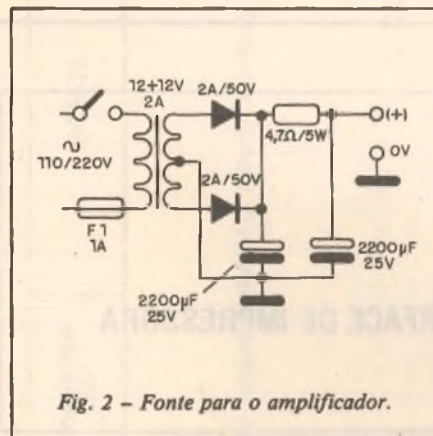 12+12V
2A
2A/50V
4,7Ω/5W
(+)
0V
110/220V
2A/50V
F1
1A
2200µF
25V
2200µF
25V
Fig. 2 – Fonte para o amplificador.